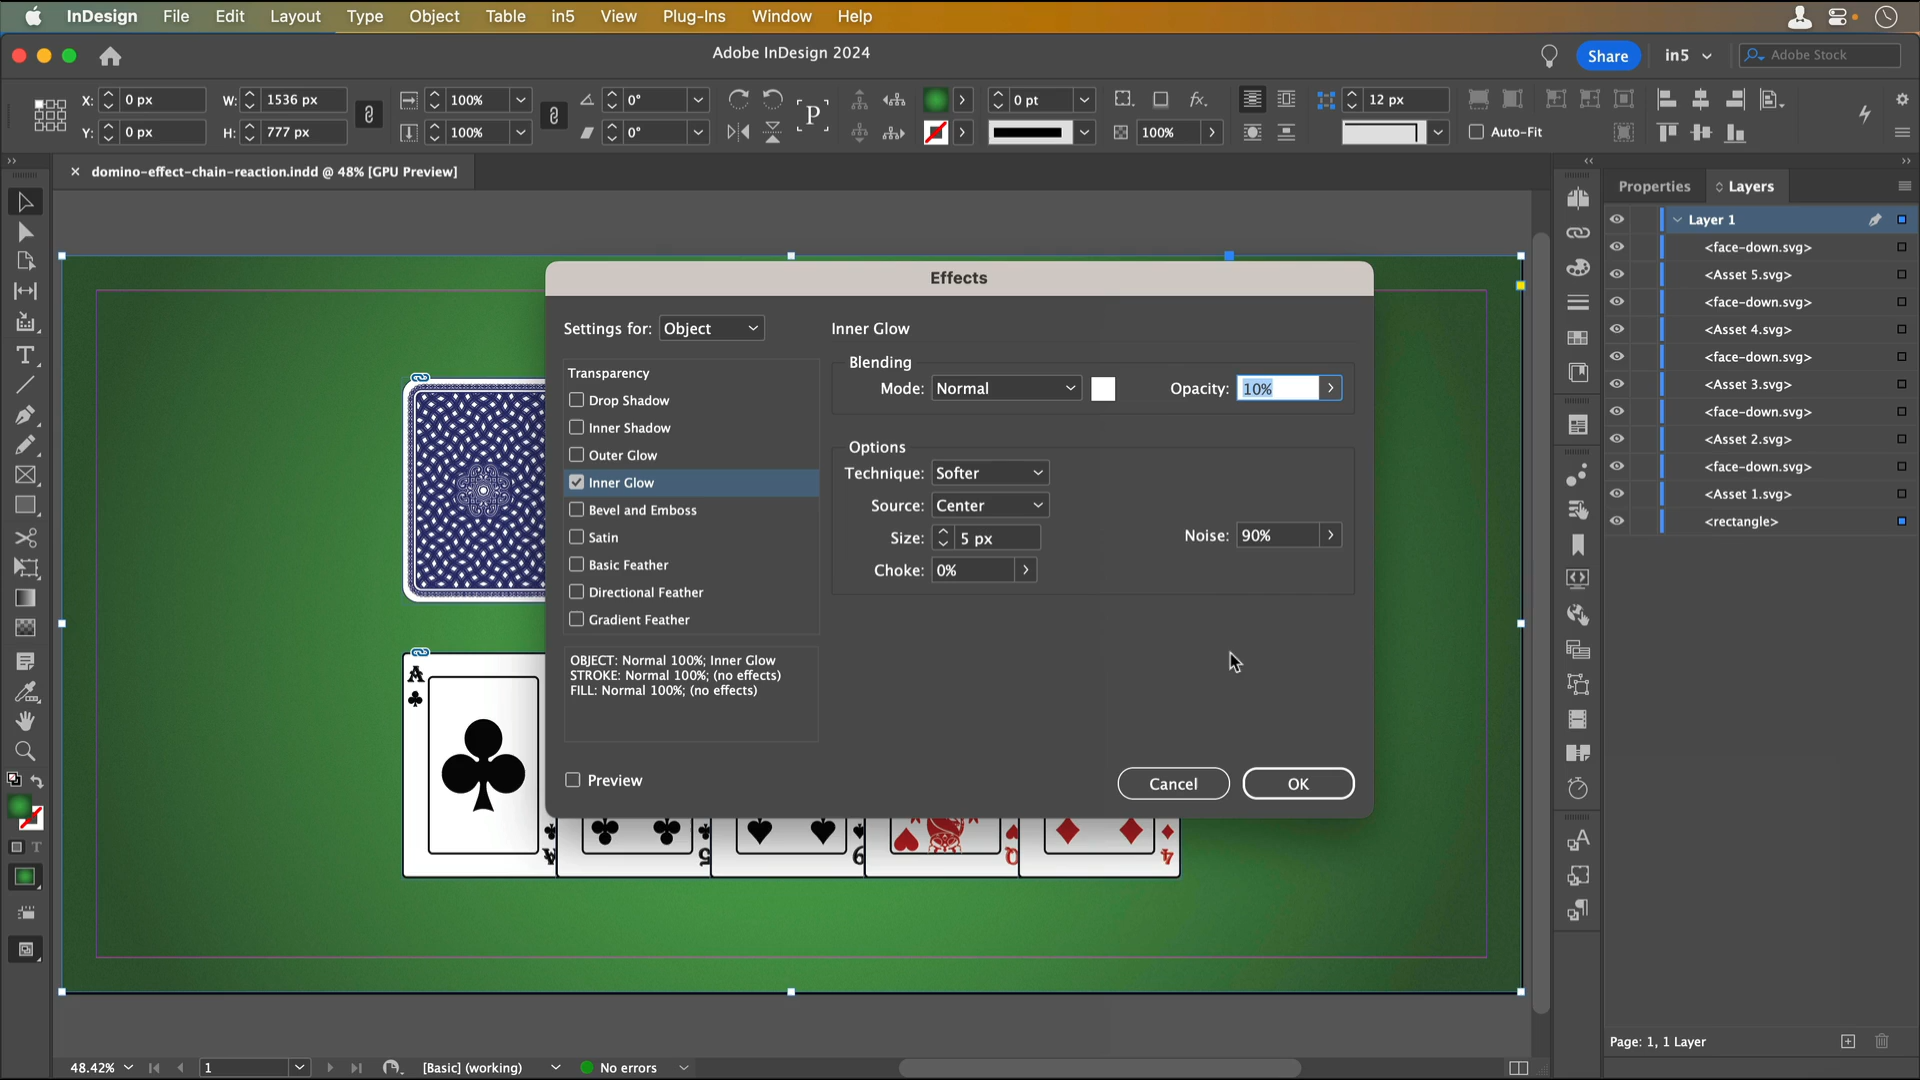 InDesign File Edit Layout Type Object Table in5 View Plug-Ins Window Help
Adobe InDesign 2024
Share
in5
Adobe Stock
X: 0 px W: 1536 px 100% 0° 0 pt fx. 12 px
Y: 0 px H: 777 px 100% 0° P 100% Auto-Fit
domino-effect-chain-reaction.indd @ 48% [GPU Preview]
Properties Layers
Layer 1
<face-down.svg>
<Asset 5.svg>
<face-down.svg>
<Asset 4.svg>
<face-down.svg>
<Asset 3.svg>
<face-down.svg>
<Asset 2.svg>
<face-down.svg>
<Asset 1.svg>
<rectangle>
Effects
Settings for: Object
Transparency
Drop Shadow
Inner Shadow
Outer Glow
Inner Glow
Bevel and Emboss
Satin
Basic Feather
Directional Feather
Gradient Feather
OBJECT: Normal 100%; Inner Glow
STROKE: Normal 100%; (no effects)
FILL: Normal 100%; (no effects)
Preview
Inner Glow
Blending
Mode: Normal Opacity: 10%
Options
Technique: Softer
Source: Center
Size: 5 px Noise: 90%
Choke: 0%
Cancel OK
A
A 5 9 Q 4
Page: 1, 1 Layer
48.42% 1 [Basic] (working) No errors